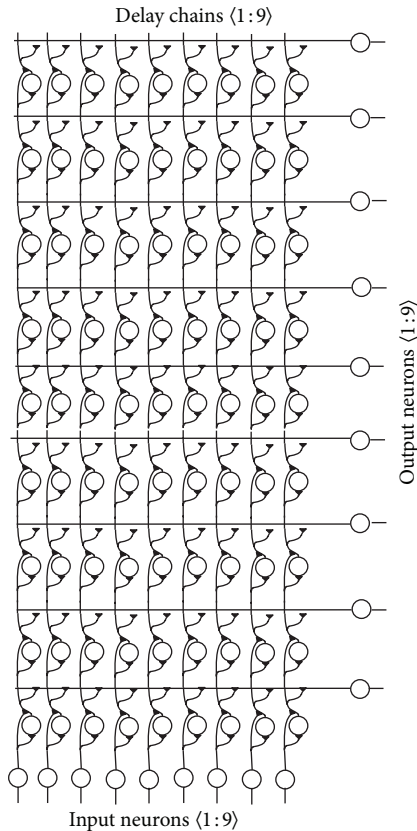 Delay chains ⟨1:9⟩
Output neurons ⟨1:9⟩
Input neurons ⟨1:9⟩